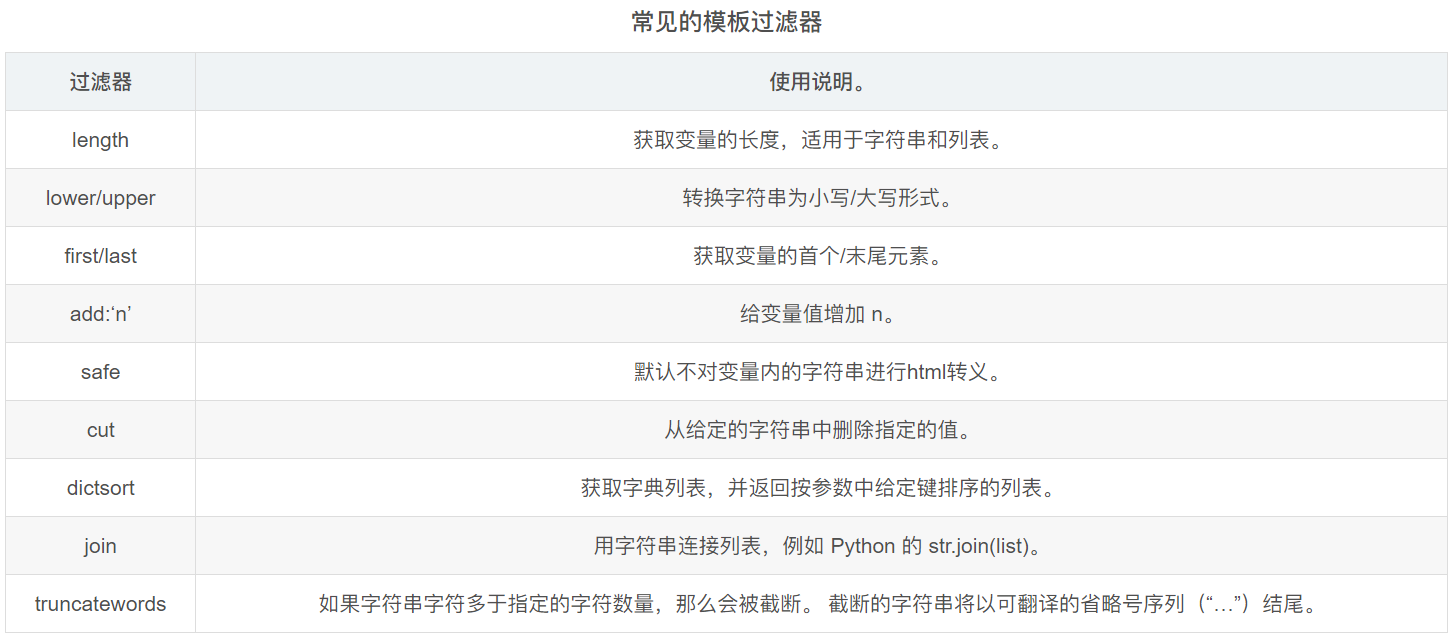 常见的模板过滤器
过滤器 使用说明。
length 获取变量的长度，适用于字符串和列表。
lower/upper 转换字符串为小写/大写形式。
first/last 获取变量的首个/末尾元素。
add:‘n’ 给变量值增加 n。
safe 默认不对变量内的字符串进行html转义。
cut 从给定的字符串中删除指定的值。
dictsort 获取字典列表，并返回按参数中给定键排序的列表。
join 用字符串连接列表，例如 Python 的 str.join(list)。
truncatewords 如果字符串字符多于指定的字符数量，那么会被截断。 截断的字符串将以可翻译的省略号序列（“…”）结尾。